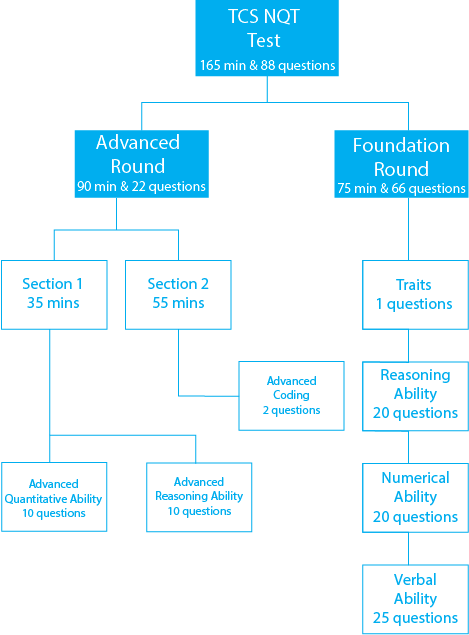 TCS NQT
Test
165 min & 88 questions
Advanced
Round
90 min & 22 questions
Foundation
Round
75 min & 66 questions
Section 1
35 mins
Section 2
55 mins
Traits
1 questions
Advanced
Coding
2 questions
Reasoning
Ability
20 questions
Advanced
Quantitative Ability
10 questions
Advanced
Reasoning Ability
10 questions
Numerical
Ability
20 questions
Verbal
Ability
25 questions